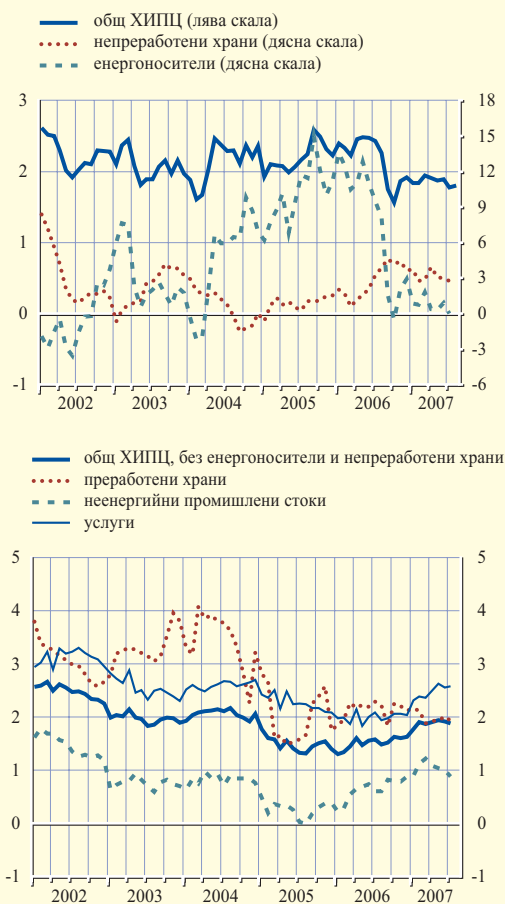 общ ХИПЦ (лява скала)
непреработени храни (дясна скала)
енергоносители (дясна скала)
3 18
15
2 12
9
1 6
3
0 0
-3
-1 -6
2002 2003 2004 2005 2006 2007
общ ХИПЦ, без енергоносители и непреработени храни
преработени храни
неенергийни промишлени стоки
услуги
5 5
4 4
3 3
2 2
1 1
0 0
-1 -1
2002 2003 2004 2005 2006 2007